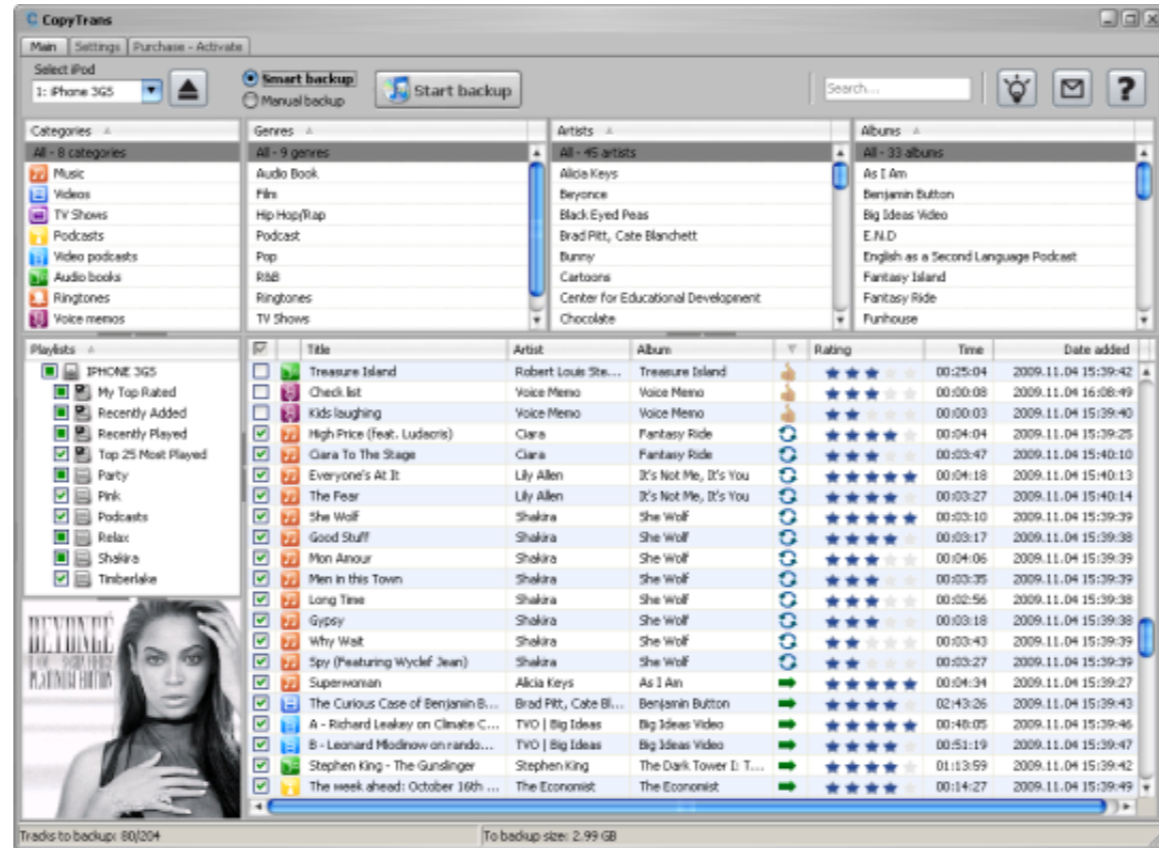 CopyTrans
Main Settings Purchase - Activate
Select iPod
1: iPhone 3GS
Smart backup
Manual backup
Start backup
Search...
?
Categories Genres Artists Albums
All - 8 categories All - 9 genres All - 45 artists All - 33 albums
Music Audio Book Alicia Keys As I Am
Videos Film Beyonce Benjamin Button
TV Shows Hip Hop/Rap Black Eyed Peas Big Ideas Video
Podcasts Podcast Brad Pitt, Cate Blanchett E.N.D
Video podcasts Pop Bunny English as a Second Language Podcast
Audio books R&B Cartoons Fantasy Island
Ringtones Ringtones Center for Educational Development Fantasy Ride
Voice memos TV Shows Chocolate Funhouse
Playlists
IPHONE 3GS
My Top Rated
Recently Added
Recently Played
Top 25 Most Played
Party
Pink
Podcasts
Relax
Shakira
Timberlake
BEYONCÉ
PLATINUM EDITION
Title Artist Album Rating Time Date added
Treasure Island Robert Louis Ste... Treasure Island 00:25:04 2009.11.04 15:39:42
Check list Voice Memo Voice Memo 00:00:08 2009.11.04 16:08:49
Kids laughing Voice Memo Voice Memo 00:00:03 2009.11.04 15:39:40
High Price (feat. Ludacris) Ciara Fantasy Ride 00:04:04 2009.11.04 15:39:25
Ciara To The Stage Ciara Fantasy Ride 00:03:47 2009.11.04 15:40:10
Everyone's At It Lily Allen It's Not Me, It's You 00:04:18 2009.11.04 15:40:13
The Fear Lily Allen It's Not Me, It's You 00:03:27 2009.11.04 15:40:14
She Wolf Shakira She Wolf 00:03:10 2009.11.04 15:39:39
Good Stuff Shakira She Wolf 00:03:17 2009.11.04 15:39:38
Mon Amour Shakira She Wolf 00:04:06 2009.11.04 15:39:39
Men in this Town Shakira She Wolf 00:03:35 2009.11.04 15:39:39
Long Time Shakira She Wolf 00:02:56 2009.11.04 15:39:38
Gypsy Shakira She Wolf 00:03:18 2009.11.04 15:39:38
Why Wait Shakira She Wolf 00:03:43 2009.11.04 15:39:39
Spy (Featuring Wyclef Jean) Shakira She Wolf 00:03:27 2009.11.04 15:39:39
Superwoman Alicia Keys As I Am 00:04:34 2009.11.04 15:39:27
The Curious Case of Benjamin B... Brad Pitt, Cate Bl... Benjamin Button 02:43:26 2009.11.04 15:39:43
A - Richard Leakey on Climate C... TVO | Big Ideas Big Ideas Video 00:48:05 2009.11.04 15:39:46
B - Leonard Mlodinow on rando... TVO | Big Ideas Big Ideas Video 00:51:19 2009.11.04 15:39:47
Stephen King - The Gunslinger Stephen King The Dark Tower I: T... 01:13:59 2009.11.04 15:39:42
The week ahead: October 16th ... The Economist The Economist 00:14:27 2009.11.04 15:39:49
Tracks to backup: 80/204 To backup size: 2.99 GB